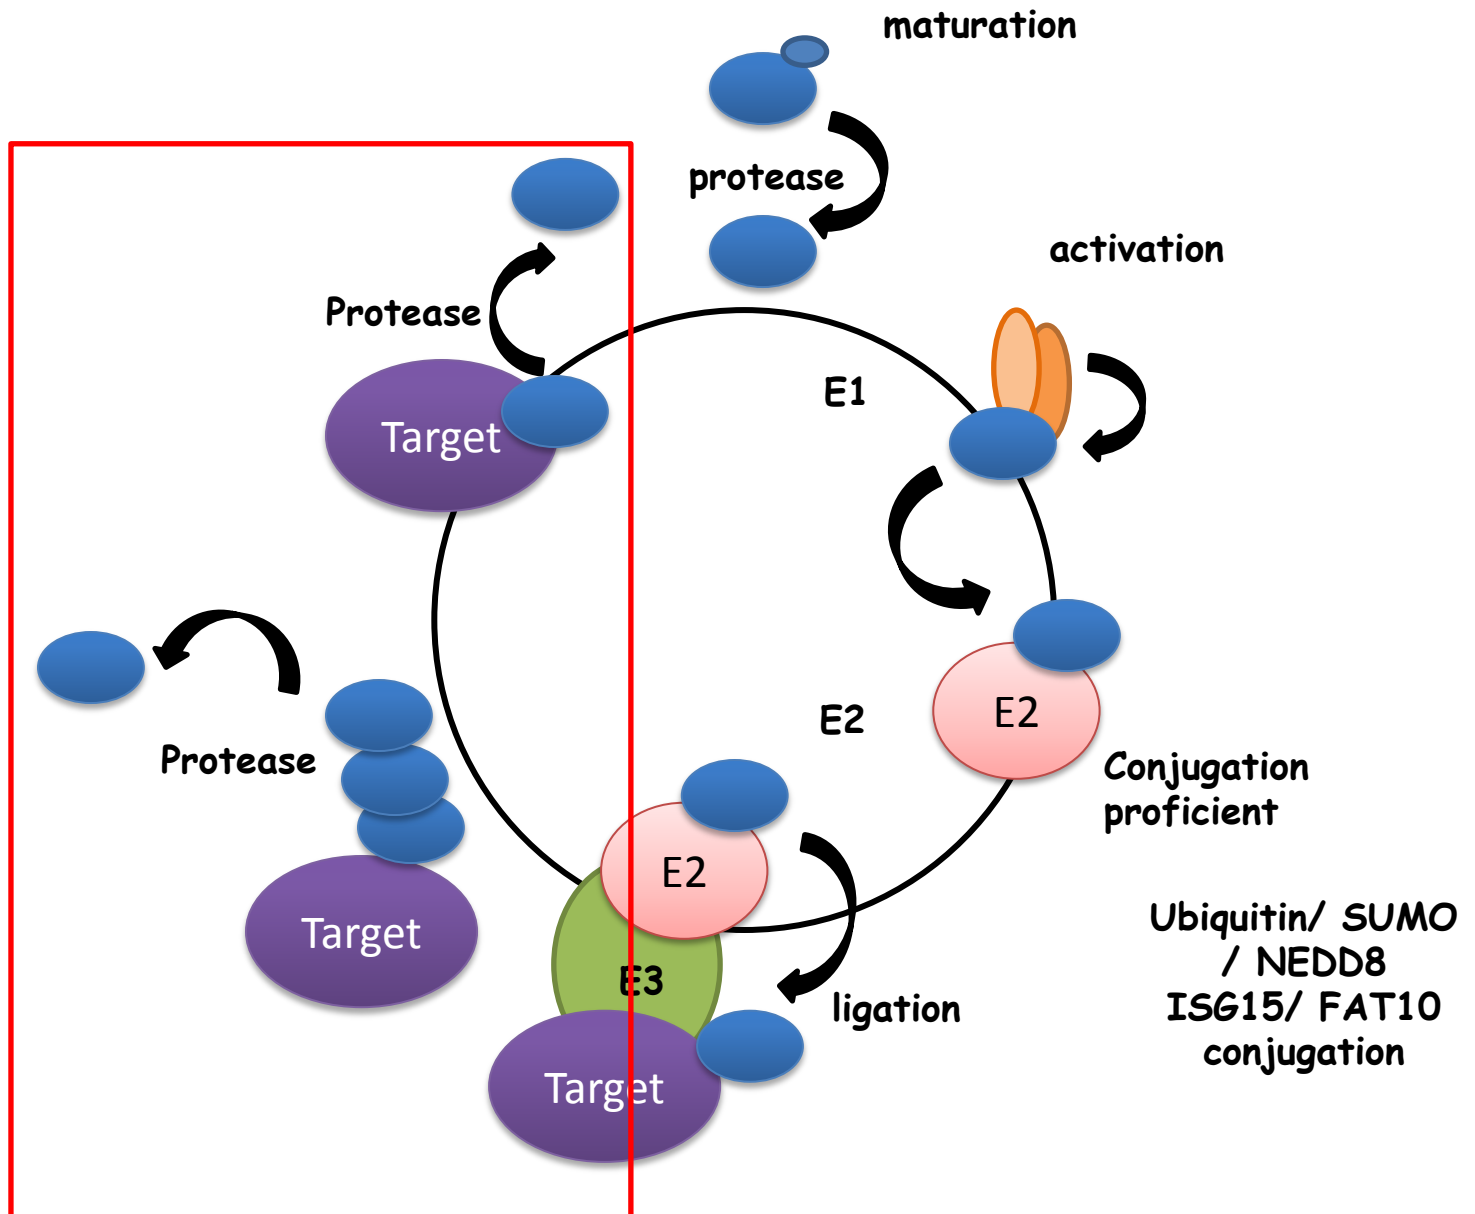 maturation
protease
activation
Protease
E1
Target
E2
E2
Protease
Conjugation
proficient
E2
Target
Ubiquitin/ SUMO
/ NEDD8
ISG15/ FAT10
conjugation
E3
ligation
Target